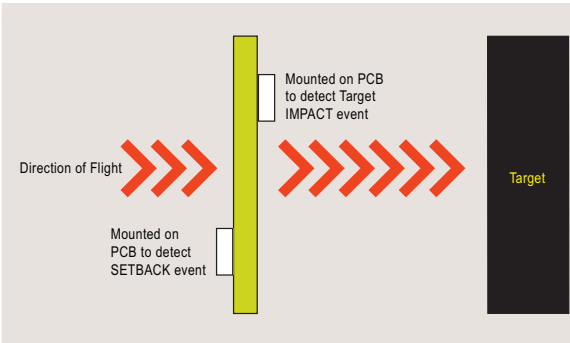 Mounted on PCB
to detect Target
IMPACT event
Direction of Flight
Target
Mounted on
PCB to detect
SETBACK event